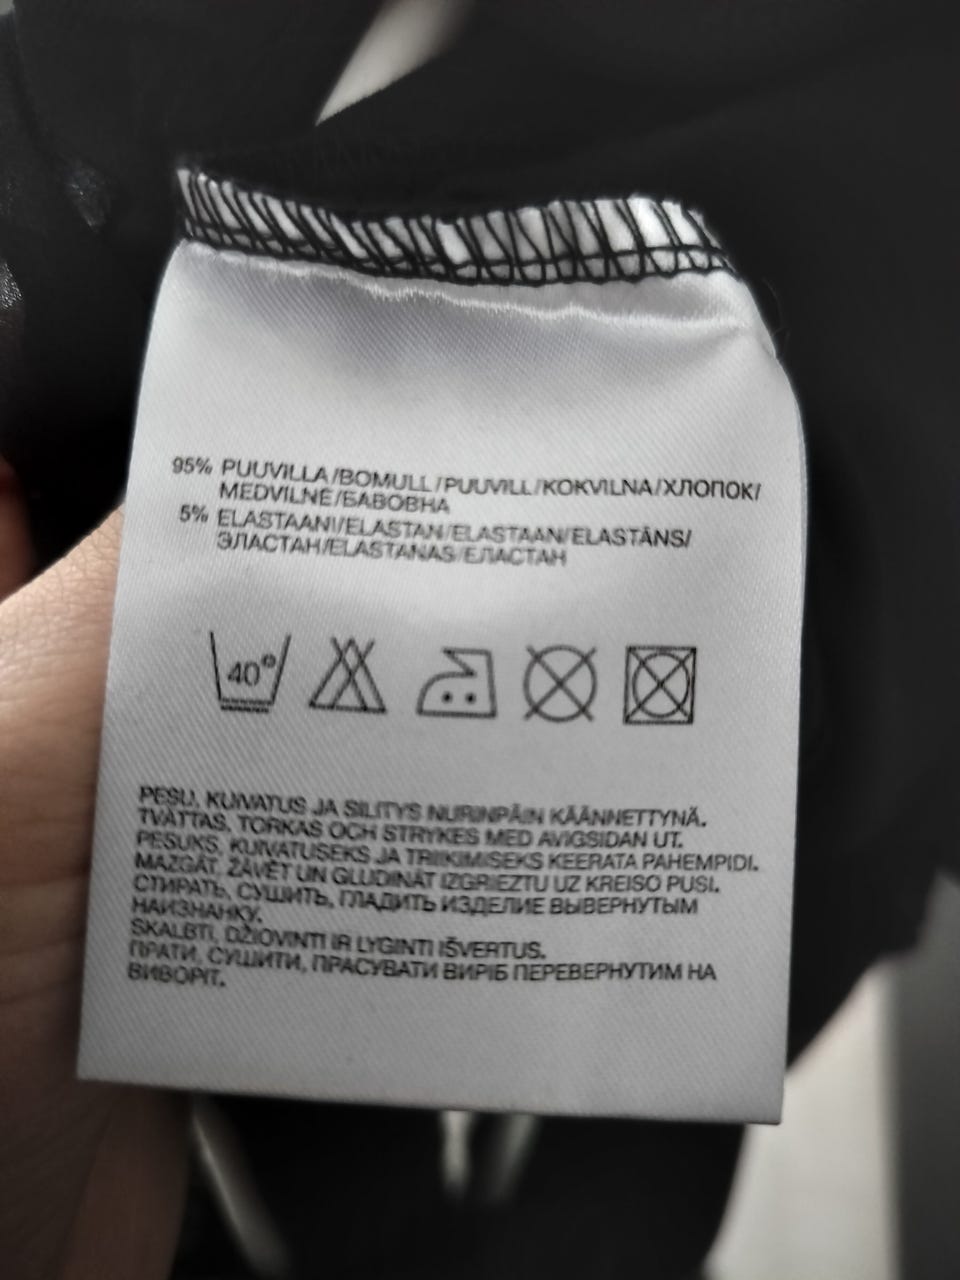 95% PUUVILLA/BOMULL/PUUVILL/KOKVILNA/ХЛОПОК/
MEDVILNĖ/БАВОВНА
5% ELASTAANI/ELASTAN/ELASTAAN/ELASTĀNS/
ЭЛАСТАН/ELASTANAS/ЕЛАСТАН
40°
PESU, KUIVATUS JA SILITYS NURINPÄIN KÄÄNNETTYNÄ.
TVÄTTAS, TORKAS OCH STRYKES MED AVIGSIDAN UT.
PESUKS, KUIVATUSEKS JA TRIIKIMISEKS KEERATA PAHEMPIDI.
MAZGĀT, ŽĀVĒT UN GLUDINĀT IZGRIEZTU UZ KREISO PUSI.
СТИРАТЬ, СУШИТЬ, ГЛАДИТЬ ИЗДЕЛИЕ ВЫВЕРНУТЫМ
НАИЗНАНКУ.
SKALBTI, DŽIOVINTI IR LYGINTI IŠVERTUS.
ПРАТИ, СУШИТИ, ПРАСУВАТИ ВИРІБ ПЕРЕВЕРНУТИМ НА
ВИВОРІТ.